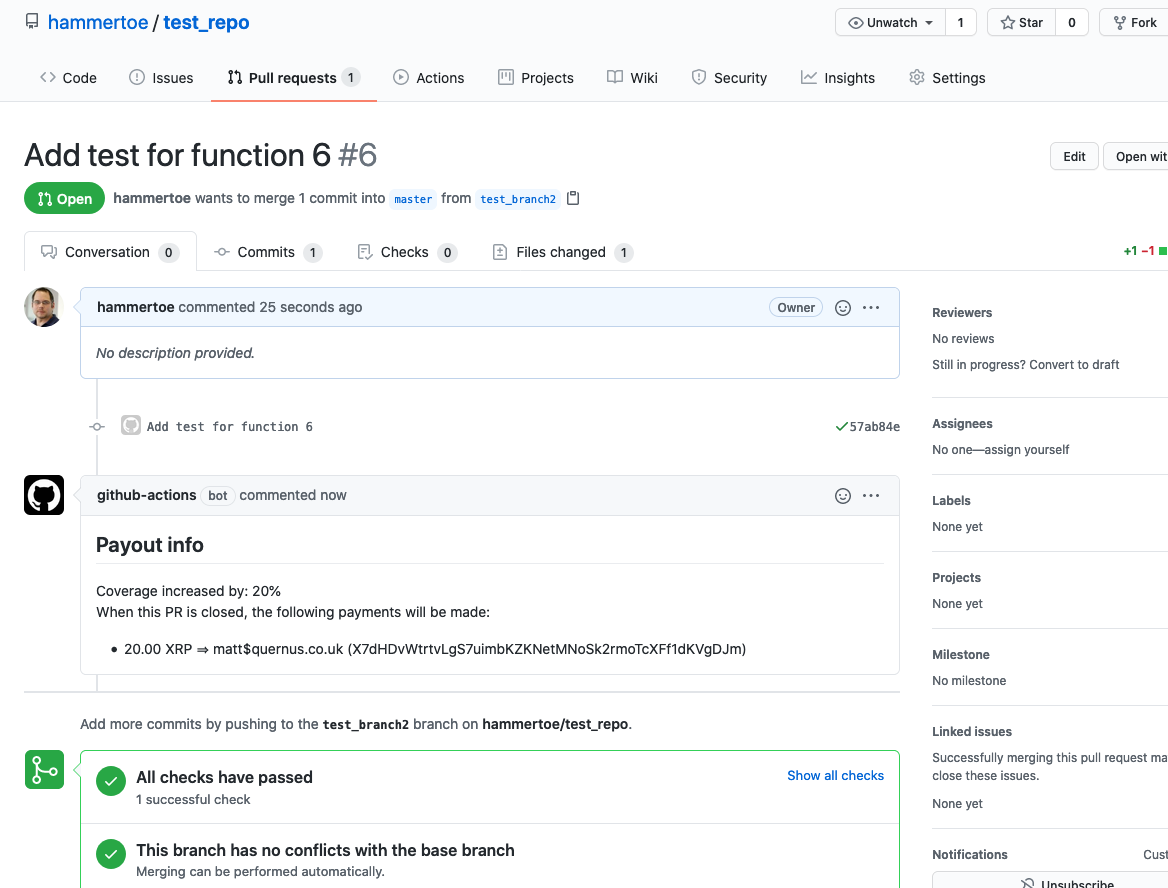 hammertoe / test_repo
Unwatch 1 Star 0 Fork
Code Issues Pull requests 1 Actions Projects Wiki Security Insights Settings
Add test for function 6 #6
Edit Open wit
Open hammertoe wants to merge 1 commit into master from test_branch2
Conversation 0 Commits 1 Checks 0 Files changed 1 +1 −1
hammertoe commented 25 seconds ago Owner
No description provided.
Add test for function 6 57ab84e
github-actions bot commented now
Payout info
Coverage increased by: 20%
When this PR is closed, the following payments will be made:
• 20.00 XRP ⇒ matt$quernus.co.uk (X7dHDvWtrtvLgS7uimbKZKNetMNoSk2rmoTcXFf1dKVgDJm)
Add more commits by pushing to the test_branch2 branch on hammertoe/test_repo.
All checks have passed
Show all checks
1 successful check
This branch has no conflicts with the base branch
Merging can be performed automatically.
Reviewers
No reviews
Still in progress? Convert to draft
Assignees
No one—assign yourself
Labels
None yet
Projects
None yet
Milestone
No milestone
Linked issues
Successfully merging this pull request ma
close these issues.
None yet
Notifications Cust
Unsubscribe